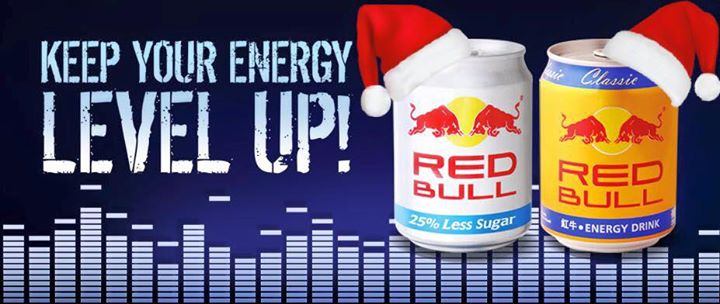 KEEP YOUR ENERGY
LEVEL UP!
RED
BULL
®
25% Less Sugar
Classic
RED
BULL
®
紅牛 • ENERGY DRINK